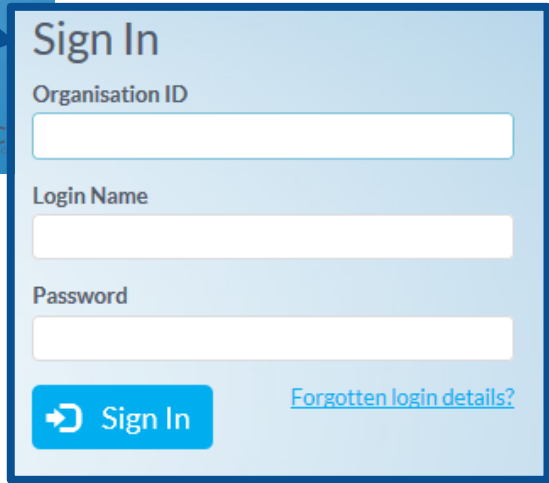 Sign In
Organisation ID
Login Name
Password
Sign In
Forgotten login details?